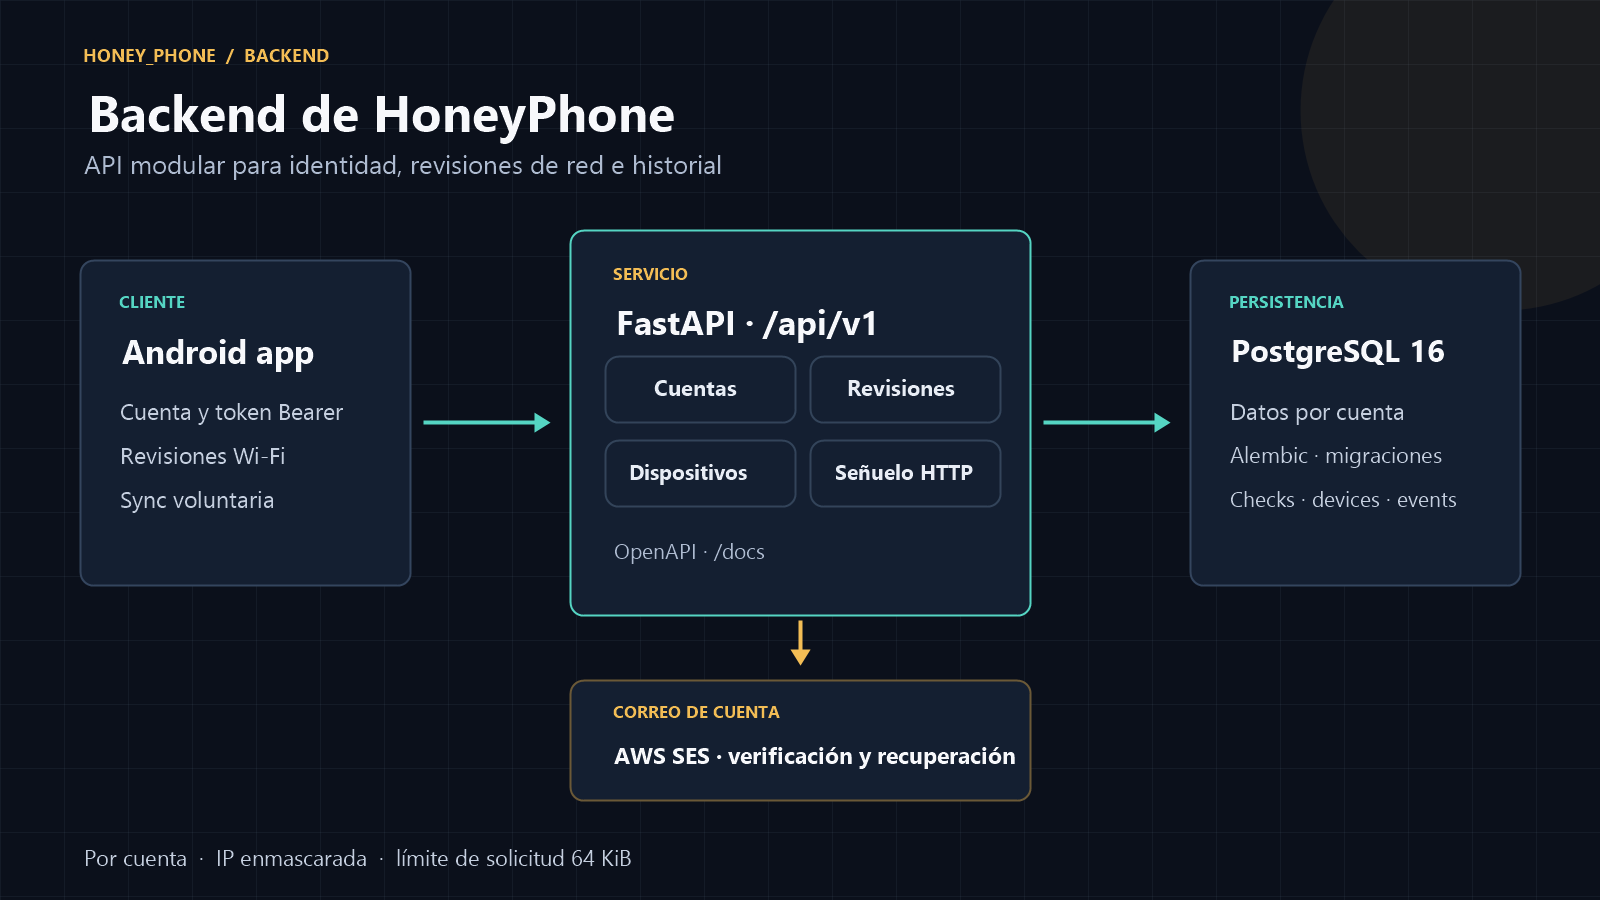 HONEY_PHONE / BACKEND
Backend de HoneyPhone
API modular para identidad, revisiones de red e historial
CLIENTE
Android app
Cuenta y token Bearer
Revisiones Wi-Fi
Sync voluntaria
SERVICIO
FastAPI · /api/v1
Cuentas
Revisiones
Dispositivos
Señuelo HTTP
OpenAPI · /docs
PERSISTENCIA
PostgreSQL 16
Datos por cuenta
Alembic · migraciones
Checks · devices · events
CORREO DE CUENTA
AWS SES · verificación y recuperación
Por cuenta · IP enmascarada · límite de solicitud 64 KiB